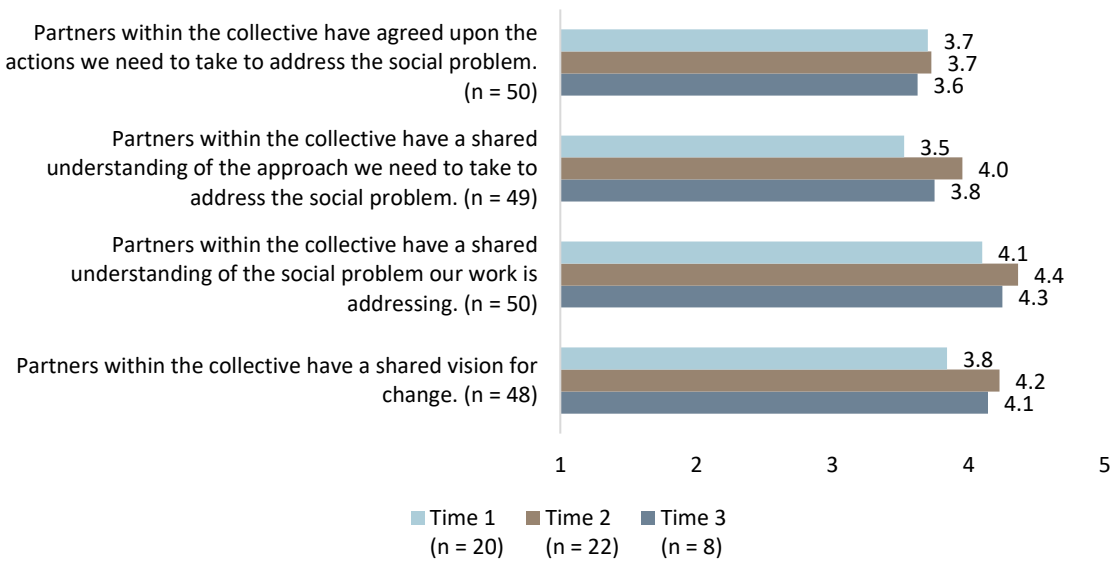 Partners within the collective have agreed upon the
actions we need to take to address the social problem.
(n = 50)
3.7
3.7
3.6
Partners within the collective have a shared
understanding of the approach we need to take to
address the social problem. (n = 49)
3.5
4.0
3.8
Partners within the collective have a shared
understanding of the social problem our work is
addressing. (n = 50)
4.1
4.4
4.3
Partners within the collective have a shared vision for
change. (n = 48)
3.8
4.2
4.1
1 2 3 4 5
Time 1 Time 2 Time 3
(n = 20) (n = 22) (n = 8)